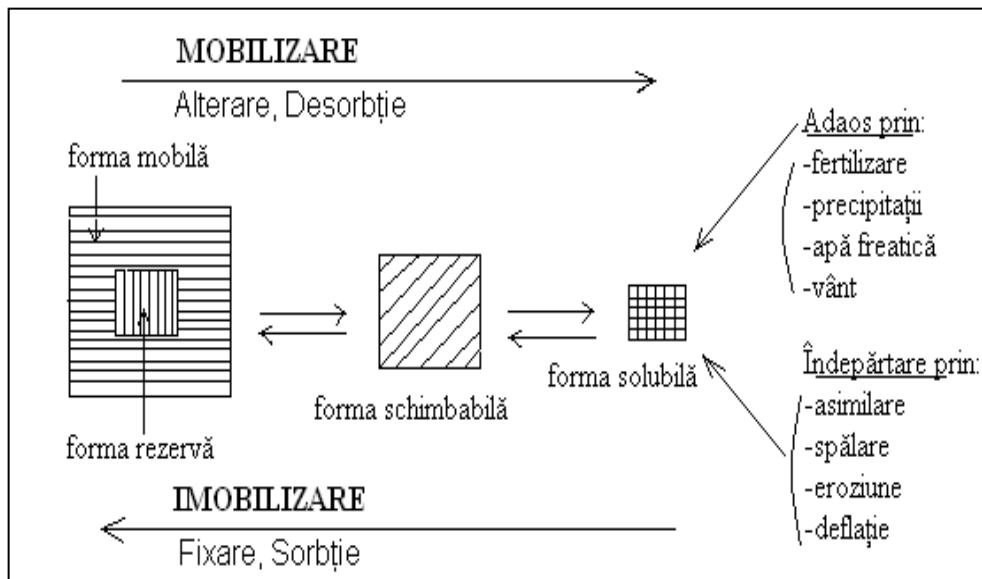 MOBILIZARE
Alterare, Desorbție
forma mobilă
forma rezervă
forma schimbabilă
forma solubilă
Adaos prin:
-fertilizare
-precipitații
-apă freatică
-vânt
Îndepărtare prin:
-asimilare
-spălare
-eroziune
-deflație
IMOBILIZARE
Fixare, Sorbție